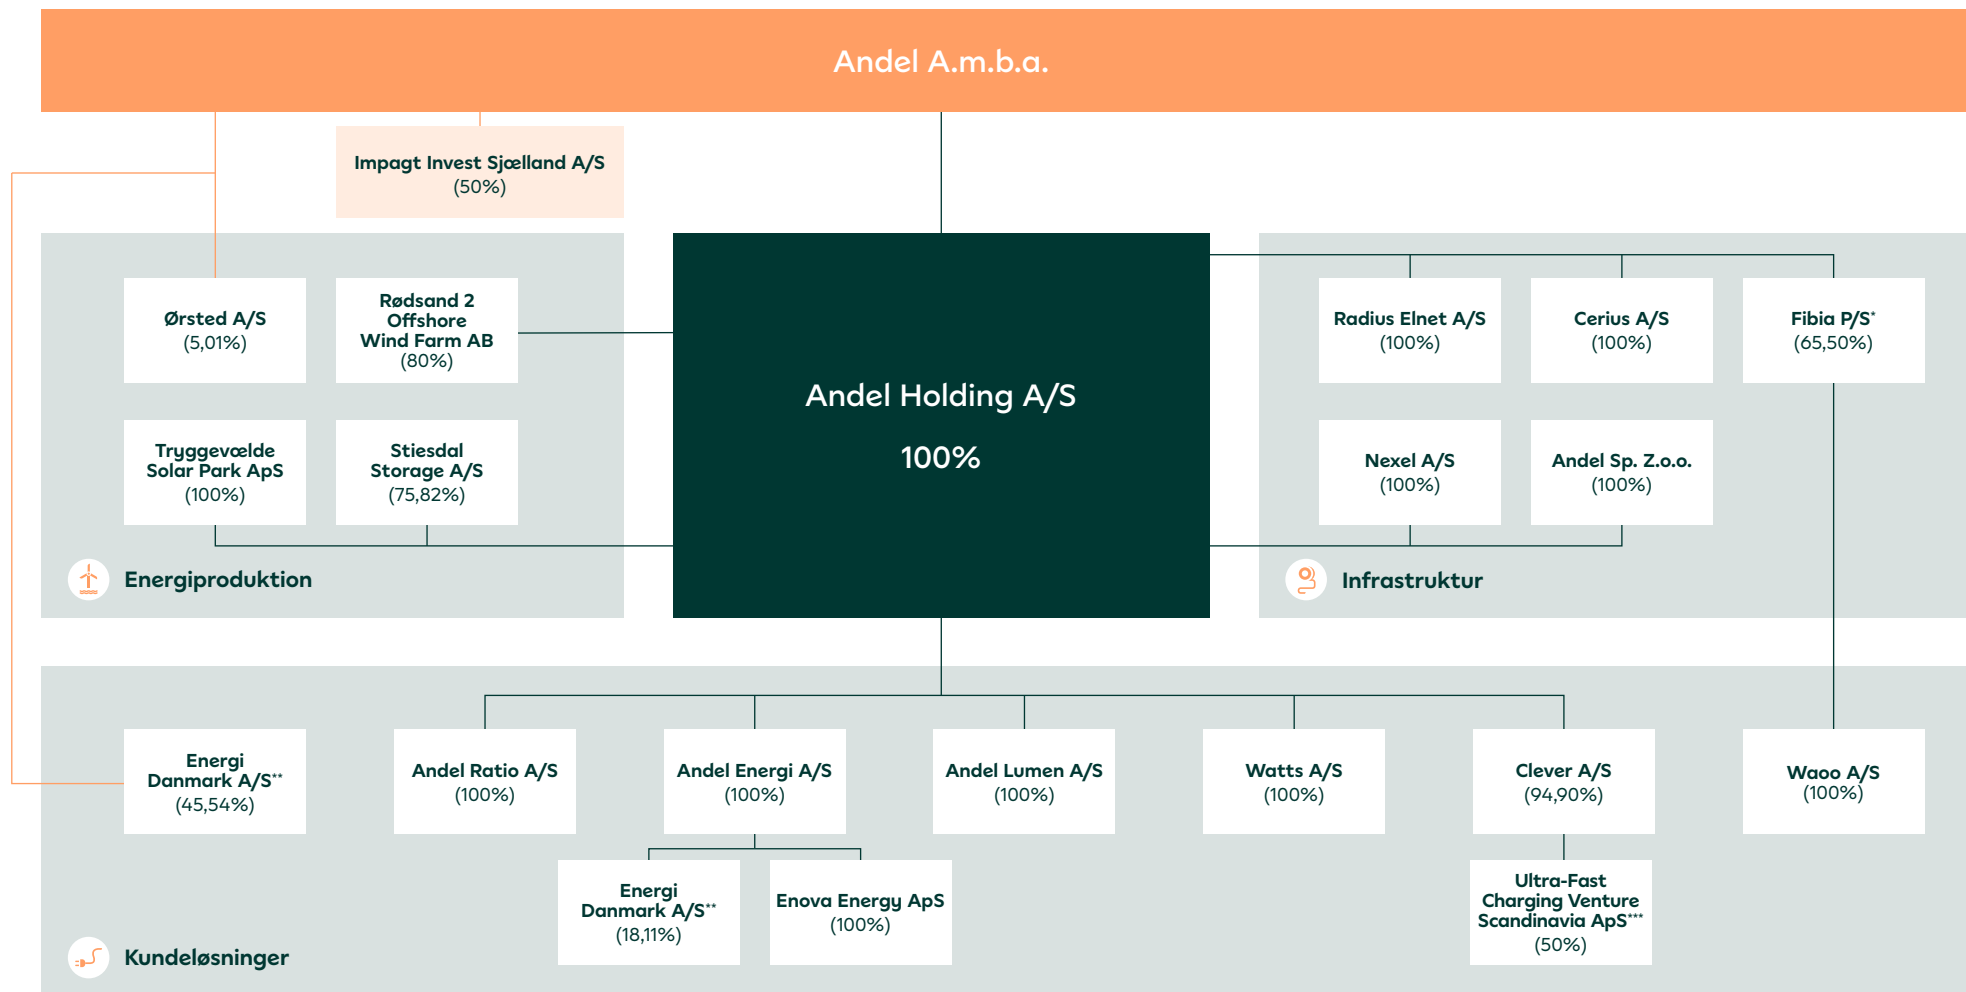 Andel A.m.b.a.
Impagt Invest Sjælland A/S
(50%)
Ørsted A/S
(5,01%)
Rødsand 2
Offshore
Wind Farm AB
(80%)
Tryggevælde
Solar Park ApS
(100%)
Stiesdal
Storage A/S
(75,82%)
Energiproduktion
Andel Holding A/S
100%
Radius Elnet A/S
(100%)
Cerius A/S
(100%)
Fibia P/S*
(65,50%)
Nexel A/S
(100%)
Andel Sp. Z.o.o.
(100%)
Infrastruktur
Energi
Danmark A/S**
(45,54%)
Andel Ratio A/S
(100%)
Andel Energi A/S
(100%)
Andel Lumen A/S
(100%)
Watts A/S
(100%)
Clever A/S
(94,90%)
Waoo A/S
(100%)
Energi
Danmark A/S**
(18,11%)
Enova Energy ApS
(100%)
Ultra-Fast
Charging Venture
Scandinavia ApS***
(50%)
Kundeløsninger